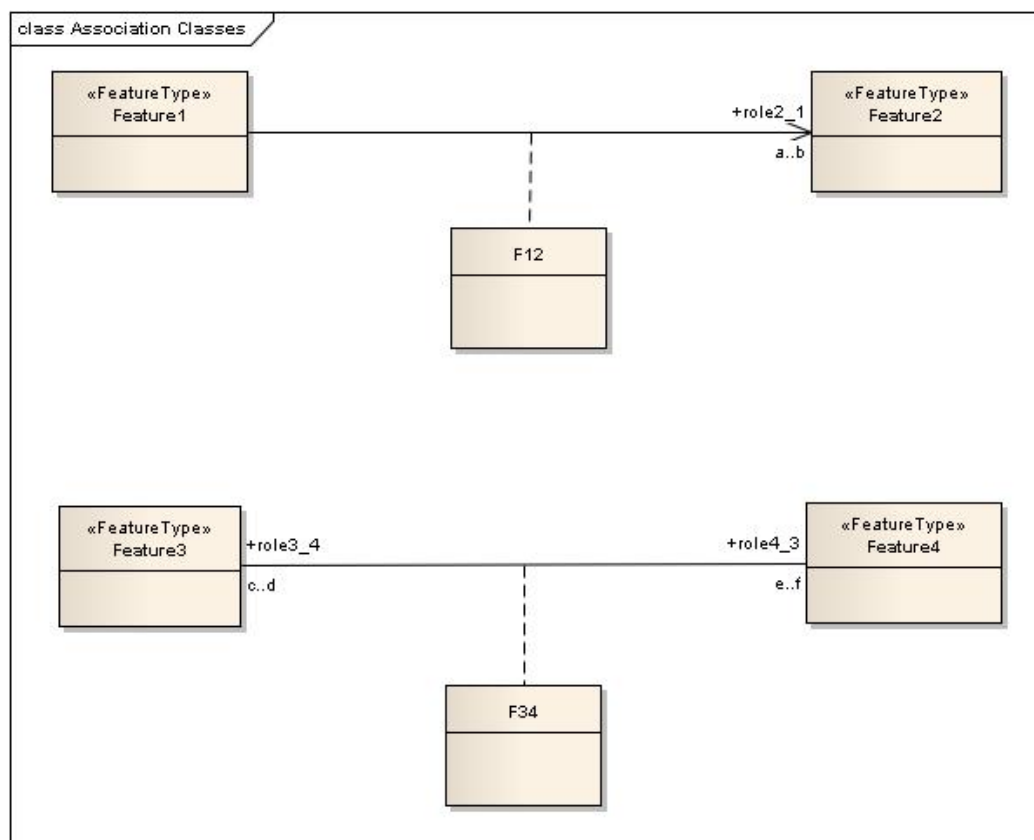 class Association Classes
«FeatureType»
Feature1
+role2_1
a..b
«FeatureType»
Feature2
F12
«FeatureType»
Feature3
+role3_4
c..d
+role4_3
e..f
«FeatureType»
Feature4
F34